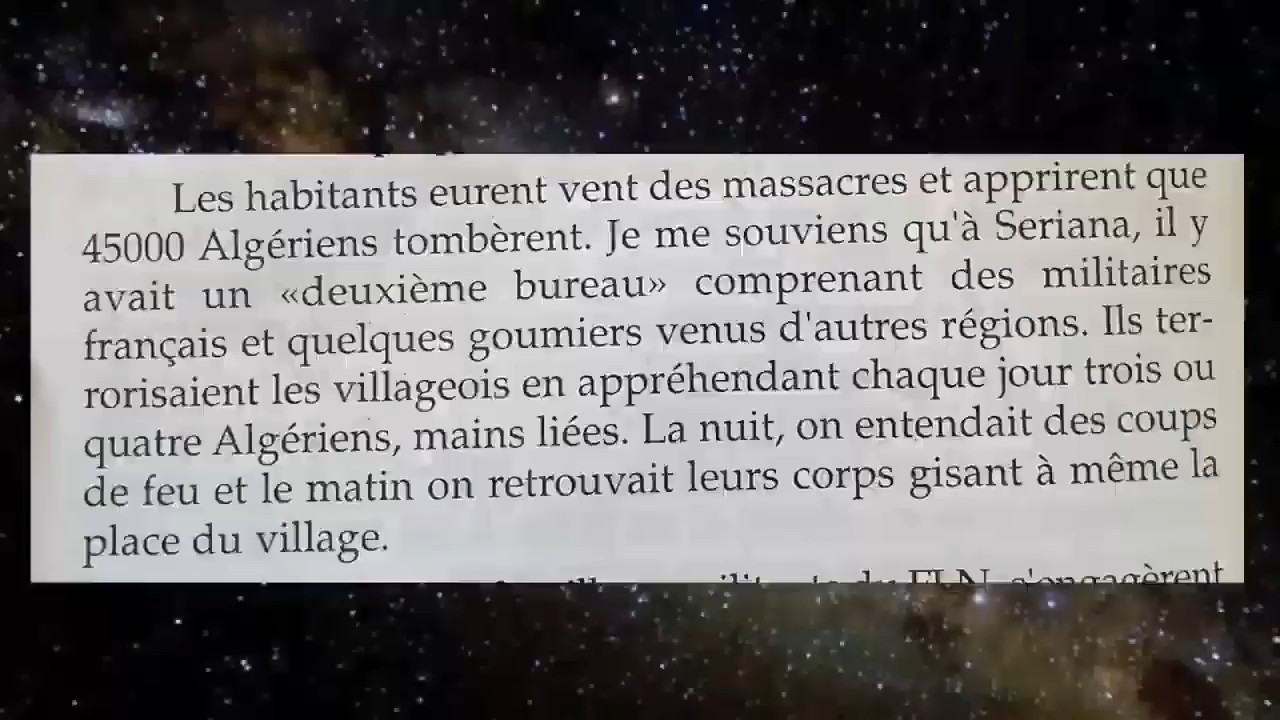 Les habitants eurent vent des massacres et apprirent que
45000 Algériens tombèrent. Je me souviens qu'à Seriana, il y
avait un «deuxième bureau» comprenant des militaires
français et quelques goumiers venus d'autres régions. Ils ter-
rorisaient les villageois en appréhendant chaque jour trois ou
quatre Algériens, mains liées. La nuit, on entendait des coups
de feu et le matin on retrouvait leurs corps gisant à même la
place du village.
du FLN s'engagèrent